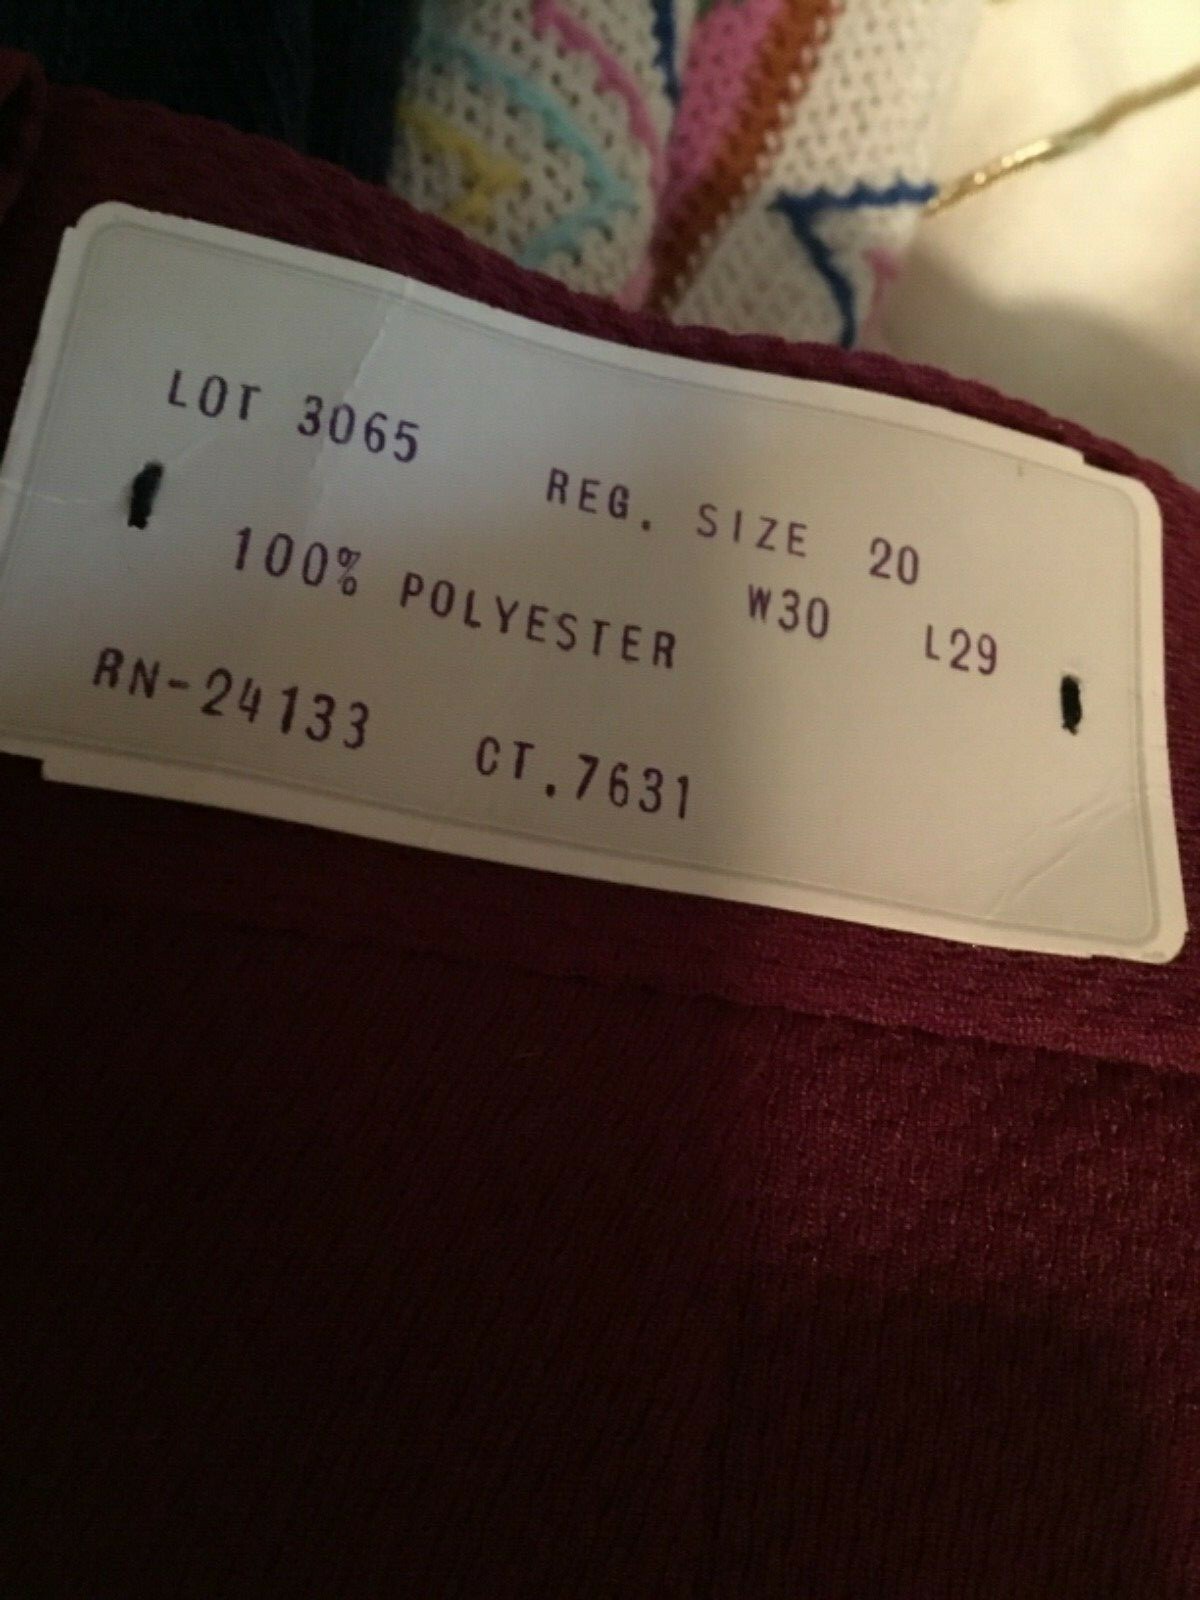 LOT 3065 REG. SIZE 20
100% POLYESTER W30 L29
RN-24133 CT.7631